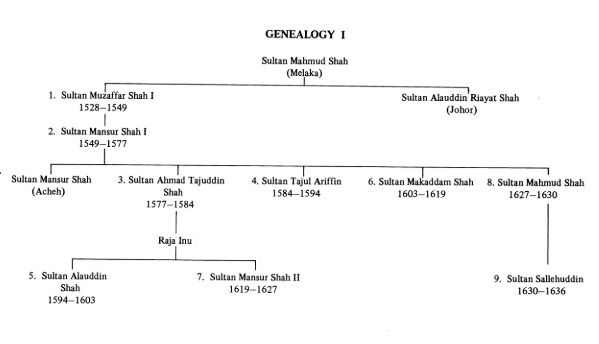 GENEALOGY I
Sultan Mahmud Shah
(Melaka)
1. Sultan Muzaffar Shah I
1528–1549
Sultan Alauddin Riayat Shah
(Johor)
2. Sultan Mansur Shah I
1549–1577
Sultan Mansur Shah
(Acheh)
3. Sultan Ahmad Tajuddin
Shah
1577–1584
4. Sultan Tajul Ariffin
1584–1594
6. Sultan Makaddam Shah
1603–1619
8. Sultan Mahmud Shah
1627–1630
Raja Inu
5. Sultan Alauddin
Shah
1594–1603
7. Sultan Mansur Shah II
1619–1627
9. Sultan Sallehuddin
1630–1636